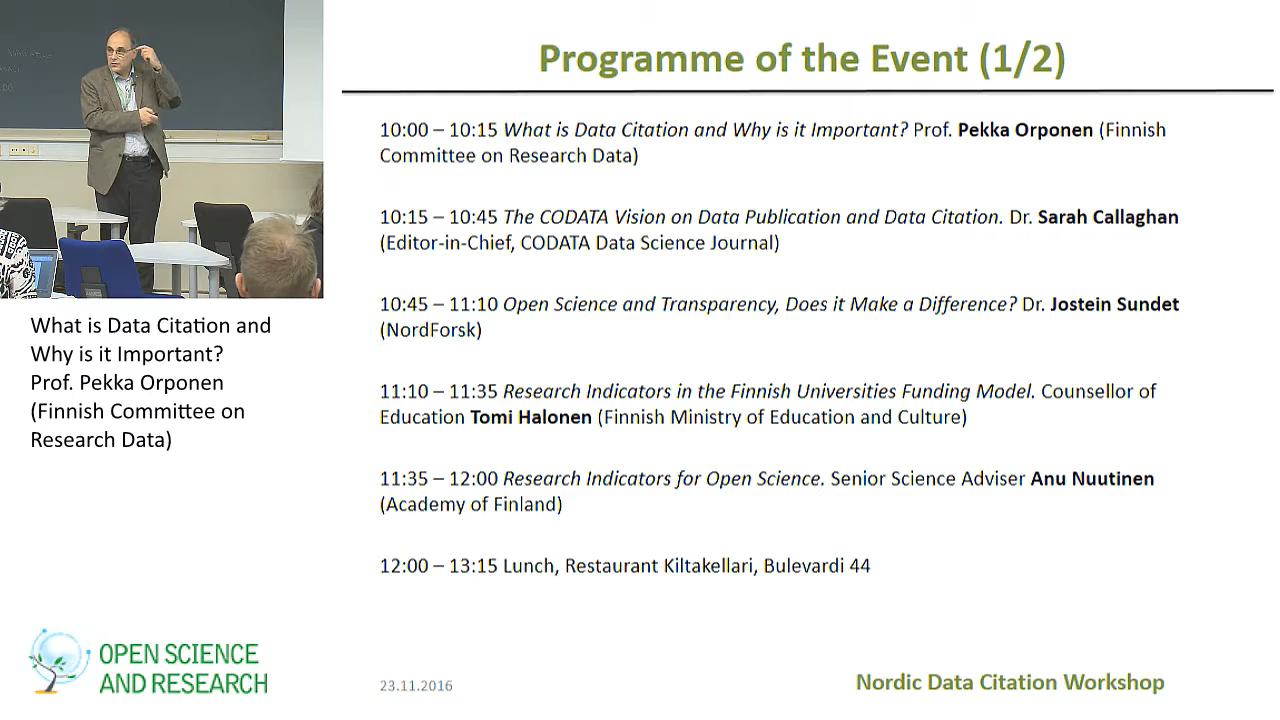 Programme of the Event (1/2)
10:00 – 10:15 What is Data Citation and Why is it Important? Prof. Pekka Orponen (Finnish
Committee on Research Data)
10:15 – 10:45 The CODATA Vision on Data Publication and Data Citation. Dr. Sarah Callaghan
(Editor-in-Chief, CODATA Data Science Journal)
10:45 – 11:10 Open Science and Transparency, Does it Make a Difference? Dr. Jostein Sundet
(NordForsk)
11:10 – 11:35 Research Indicators in the Finnish Universities Funding Model. Counsellor of
Education Tomi Halonen (Finnish Ministry of Education and Culture)
11:35 – 12:00 Research Indicators for Open Science. Senior Science Adviser Anu Nuutinen
(Academy of Finland)
12:00 – 13:15 Lunch, Restaurant Kiltakellari, Bulevardi 44
What is Data Citation and
Why is it Important?
Prof. Pekka Orponen
(Finnish Committee on
Research Data)
OPEN SCIENCE
AND RESEARCH
23.11.2016
Nordic Data Citation Workshop